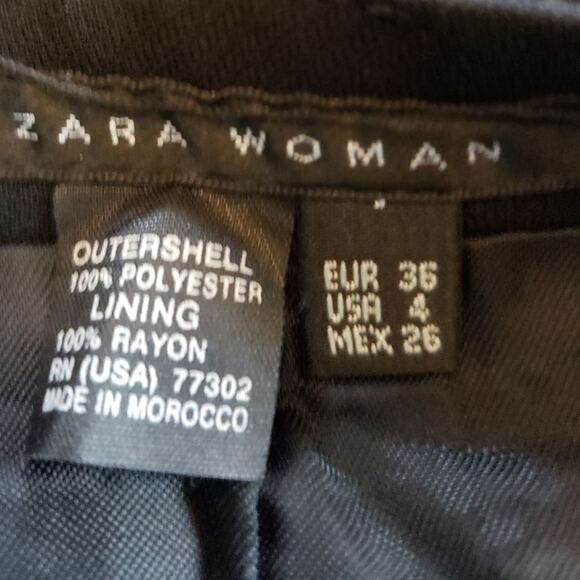 ZARA WOMAN
OUTERSHELL
100% POLYESTER
LINING
100% RAYON
RN (USA) 77302
MADE IN MOROCCO
EUR 36
USA 4
MEX 26